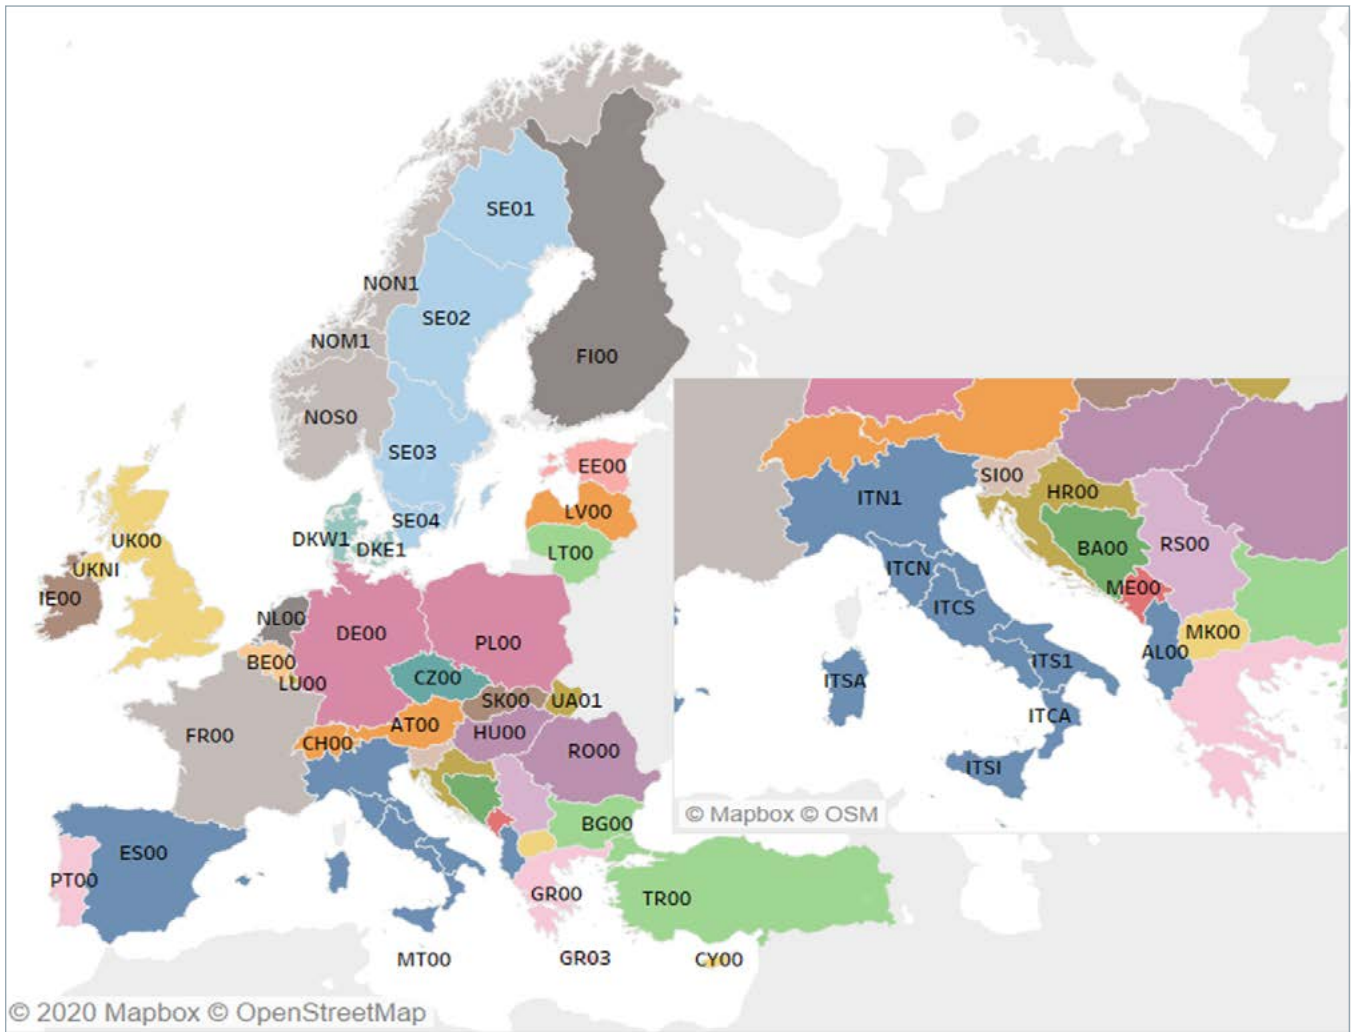 SE01
NON1
SE02
NOM1
FI00
NOS0
SE03
EE00
SE04
LV00
DKW1
DKE1
LT00
UK00
UKNI
IE00
NL00
DE00
PL00
BE00
LU00
CZ00
SK00
UA01
AT00
CH00
HU00
FR00
RO00
BG00
ES00
PT00
GR00
TR00
MT00
GR03
CY00
SI00
ITN1
HR00
BA00
RS00
ITCN
ME00
ITCS
MK00
AL00
ITS1
ITSA
ITCA
ITSI
© Mapbox © OSM
© 2020 Mapbox © OpenStreetMap